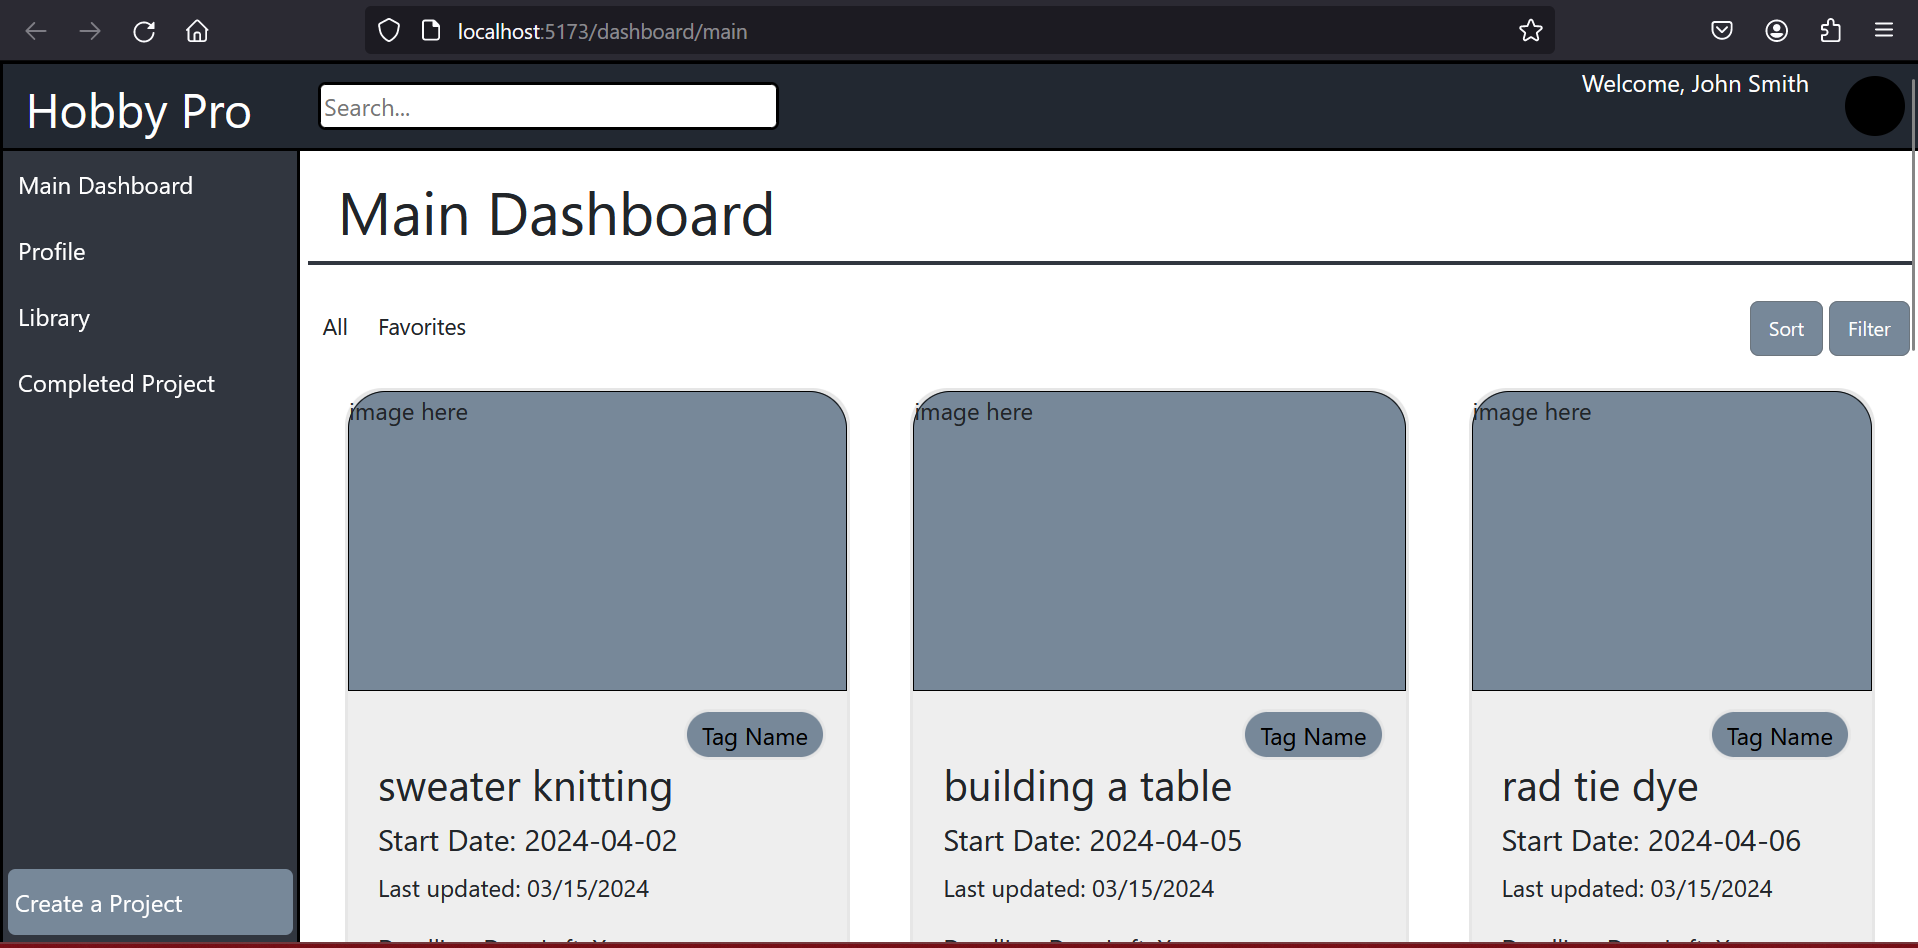 localhost:5173/dashboard/main
Hobby Pro
Search...
Welcome, John Smith
Main Dashboard
Profile
Library
Completed Project
Create a Project
Main Dashboard
All Favorites
Sort Filter
image here
Tag Name
sweater knitting
Start Date: 2024-04-02
Last updated: 03/15/2024
image here
Tag Name
building a table
Start Date: 2024-04-05
Last updated: 03/15/2024
image here
Tag Name
rad tie dye
Start Date: 2024-04-06
Last updated: 03/15/2024